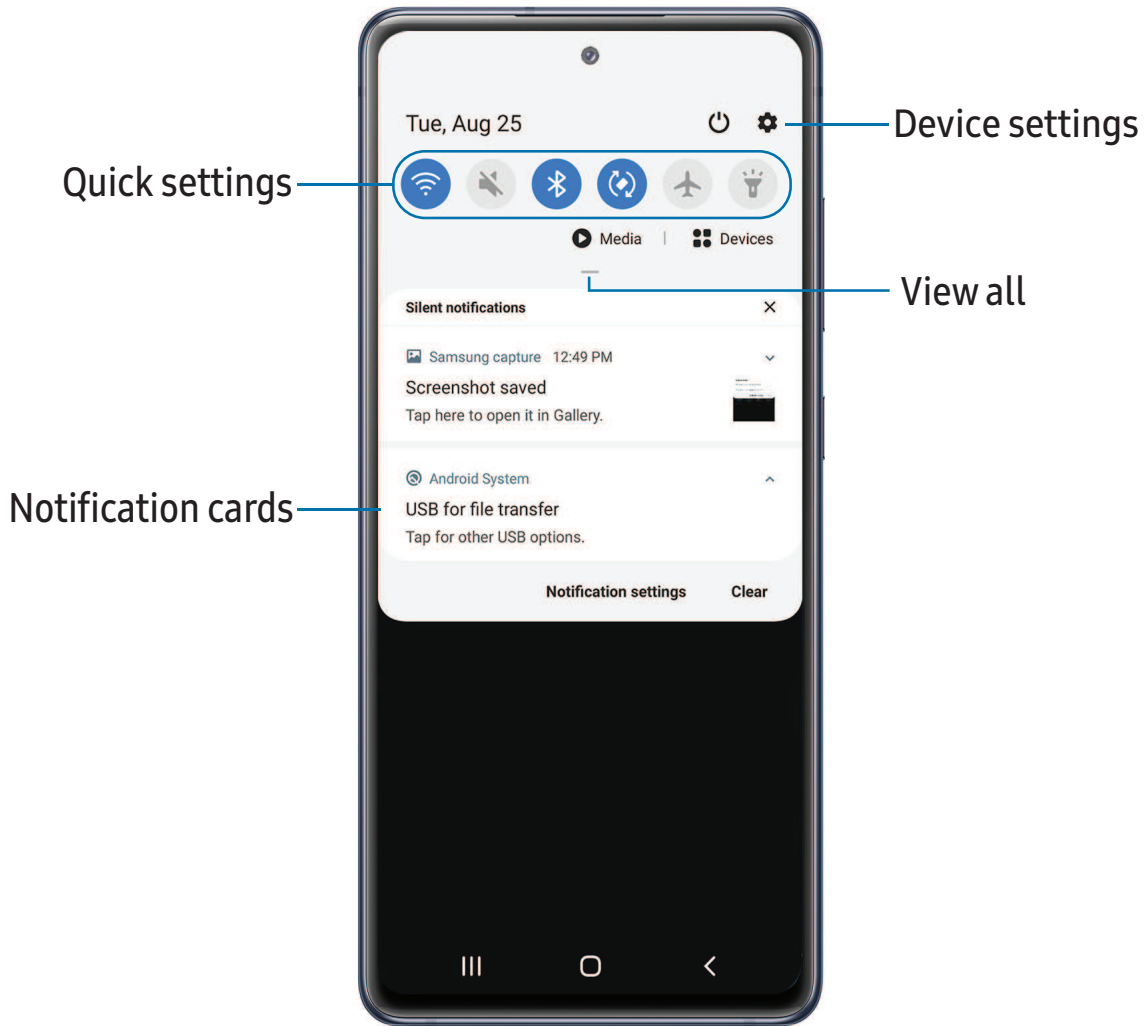 Tue, Aug 25
Device settings
Quick settings
Media | Devices
View all
Silent notifications
Samsung capture 12:49 PM
Screenshot saved
Tap here to open it in Gallery.
Android System
Notification cards
USB for file transfer
Tap for other USB options.
Notification settings Clear